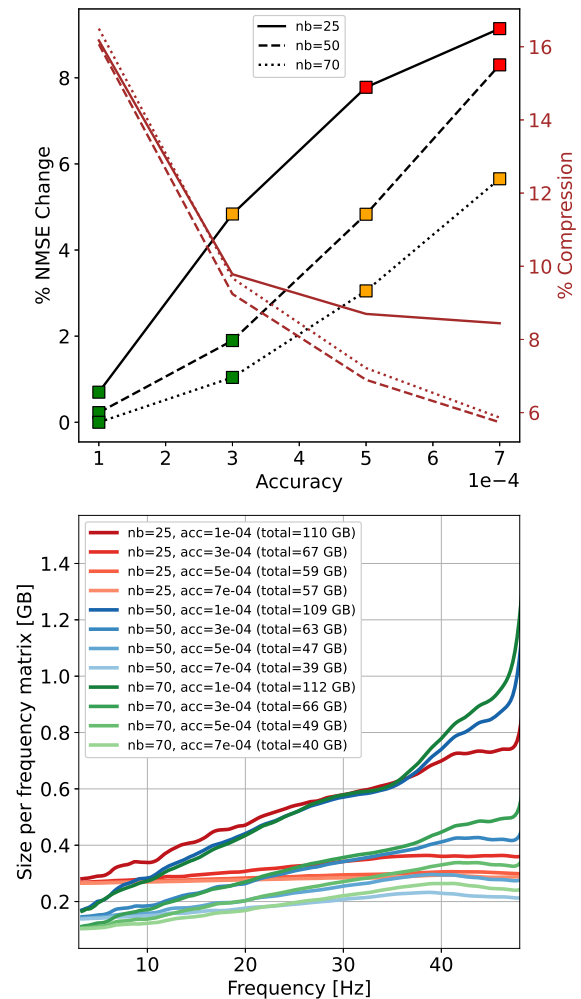 nb=25
nb=50
nb=70
% NMSE Change
8
6
4
2
0
16
14
12
10
8
6
% Compression
1 2 3 4 5 6 7
Accuracy
1e−4
Size per frequency matrix [GB]
1.4
1.2
1.0
0.8
0.6
0.4
0.2
nb=25, acc=1e-04 (total=110 GB)
nb=25, acc=3e-04 (total=67 GB)
nb=25, acc=5e-04 (total=59 GB)
nb=25, acc=7e-04 (total=57 GB)
nb=50, acc=1e-04 (total=109 GB)
nb=50, acc=3e-04 (total=63 GB)
nb=50, acc=5e-04 (total=47 GB)
nb=50, acc=7e-04 (total=39 GB)
nb=70, acc=1e-04 (total=112 GB)
nb=70, acc=3e-04 (total=66 GB)
nb=70, acc=5e-04 (total=49 GB)
nb=70, acc=7e-04 (total=40 GB)
10 20 30 40
Frequency [Hz]